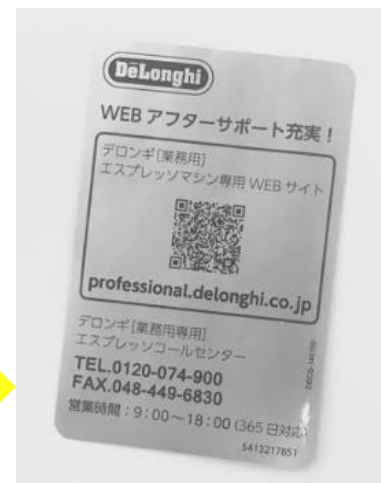 DeLonghi
WEB アフターサポート充実！
デロンギ［業務用］
エスプレッソマシン専用 WEB サイト
professional.delonghi.co.jp
デロンギ［業務用専用］
エスプレッソコールセンター
TEL.0120-074-900
FAX.048-449-6830
営業時間：9：00～18：00（365 日対応）
5413217851